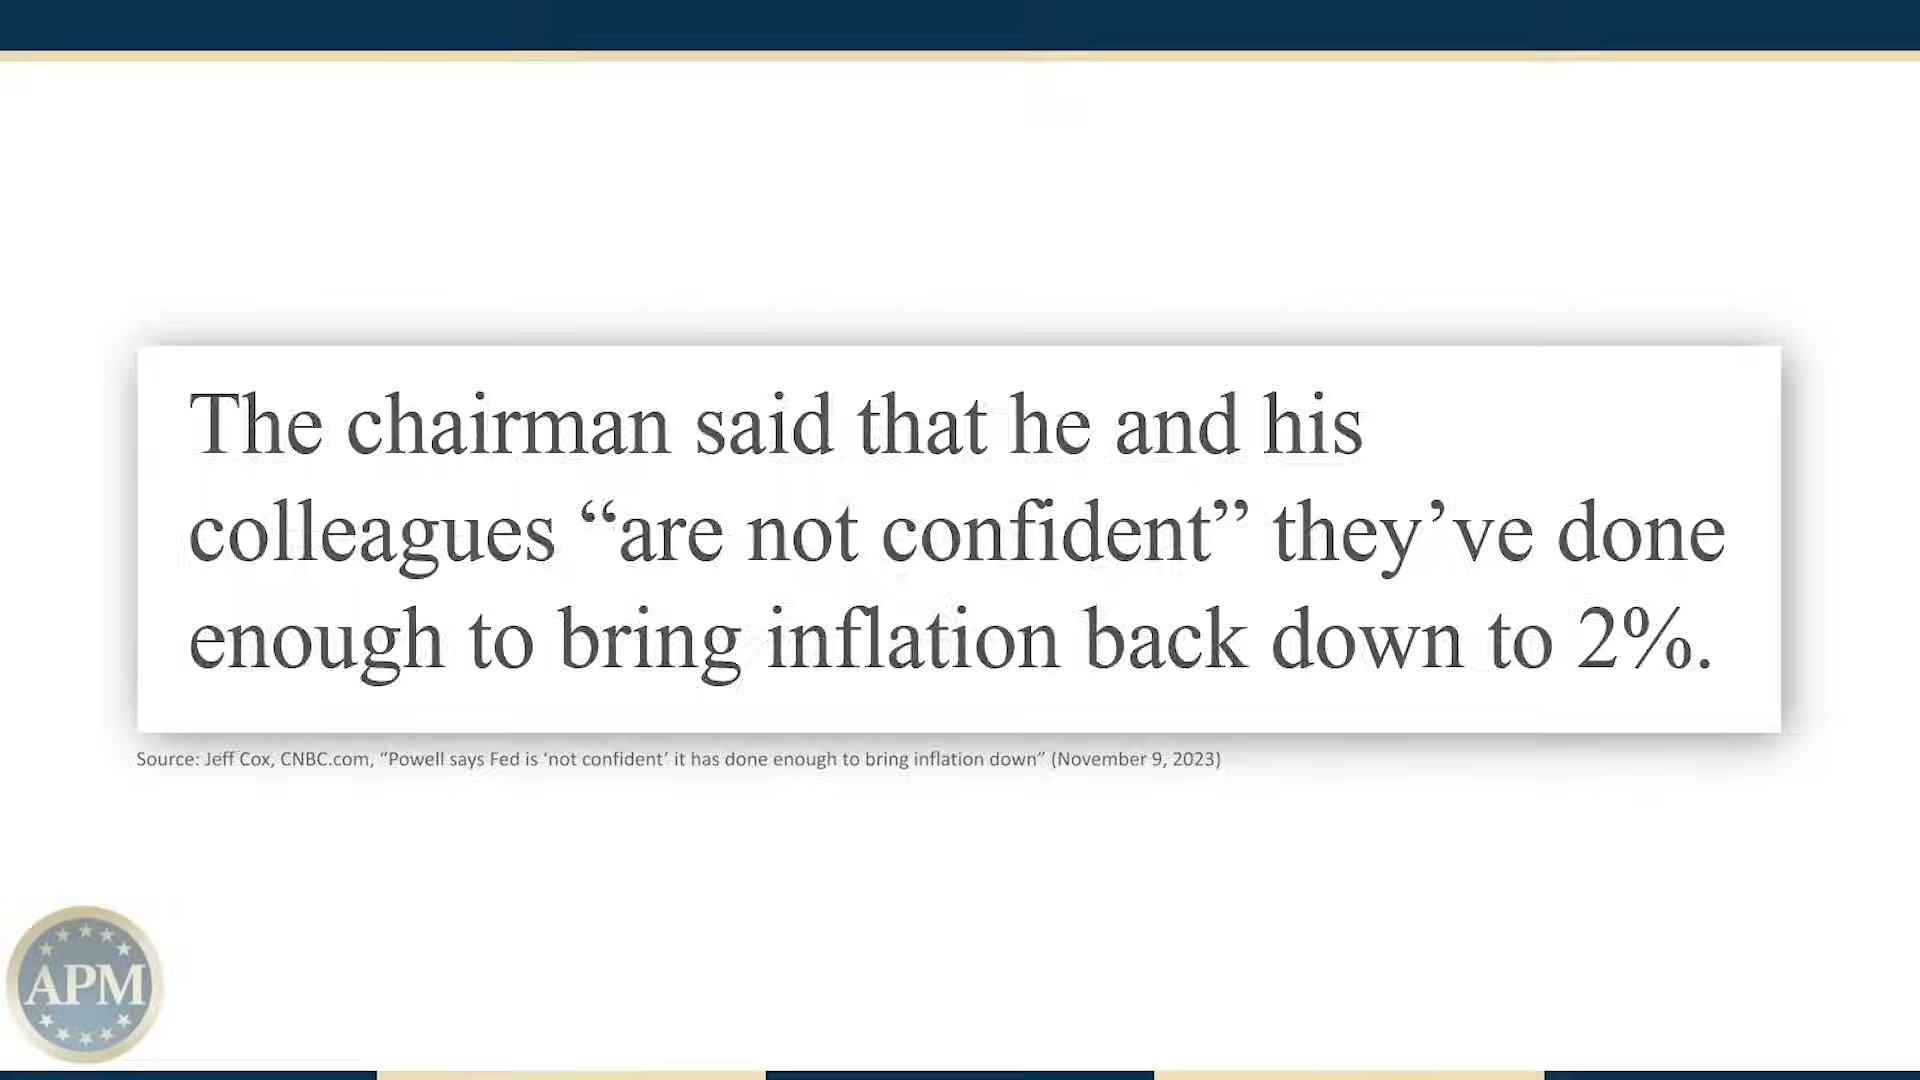 The chairman said that he and his
colleagues “are not confident” they’ve done
enough to bring inflation back down to 2%.
Source: Jeff Cox, CNBC.com, “Powell says Fed is ‘not confident’ it has done enough to bring inflation down” (November 9, 2023)
APM